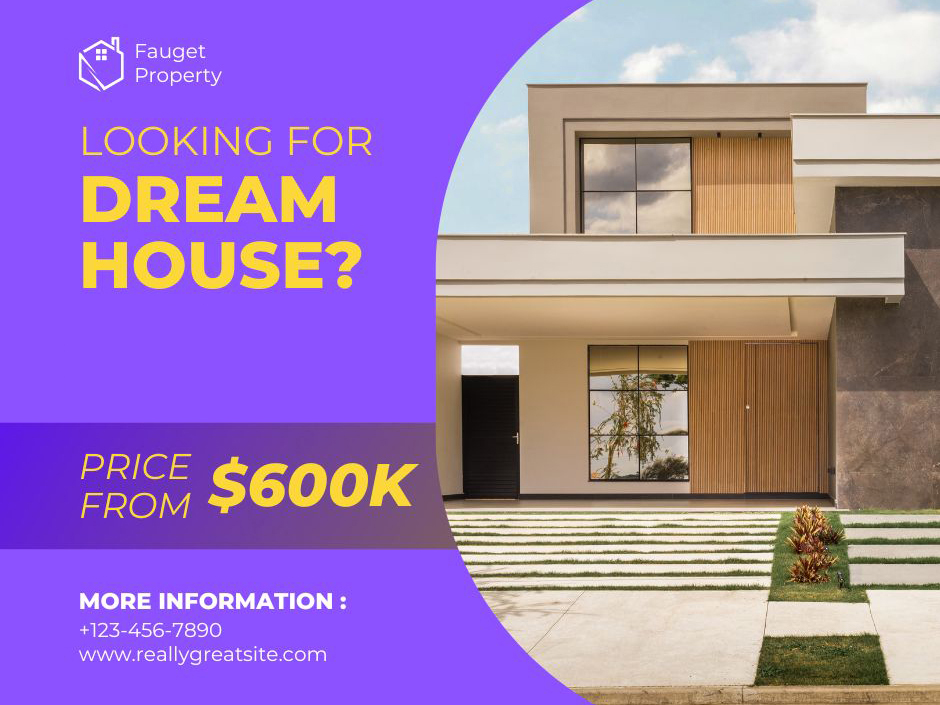 Fauget
Property
LOOKING FOR
DREAM
HOUSE?
PRICE
FROM
$600K
MORE INFORMATION :
+123-456-7890
www.reallygreatsite.com